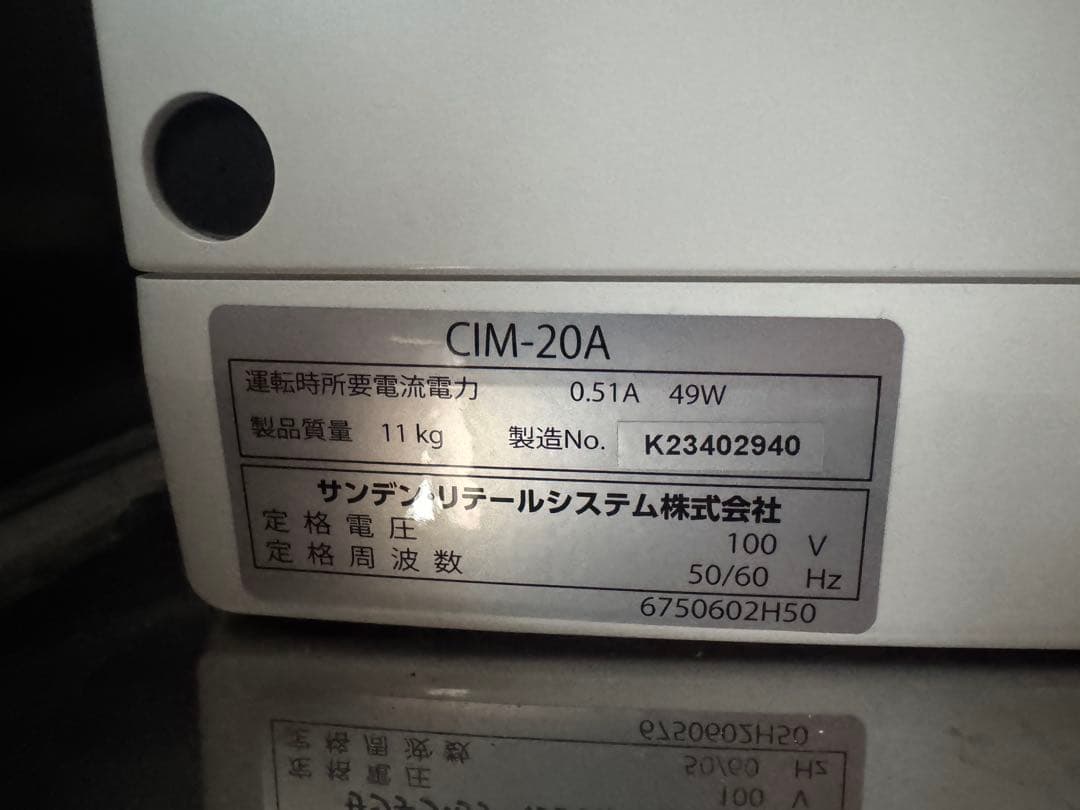 CIM-20A
運転時所要電流電力 0.51A 49W
製品質量 11kg 製造No. K23402940
サンデン・リテールシステム株式会社
定格電圧 100 V
定格周波数 50/60 Hz
6750602H50